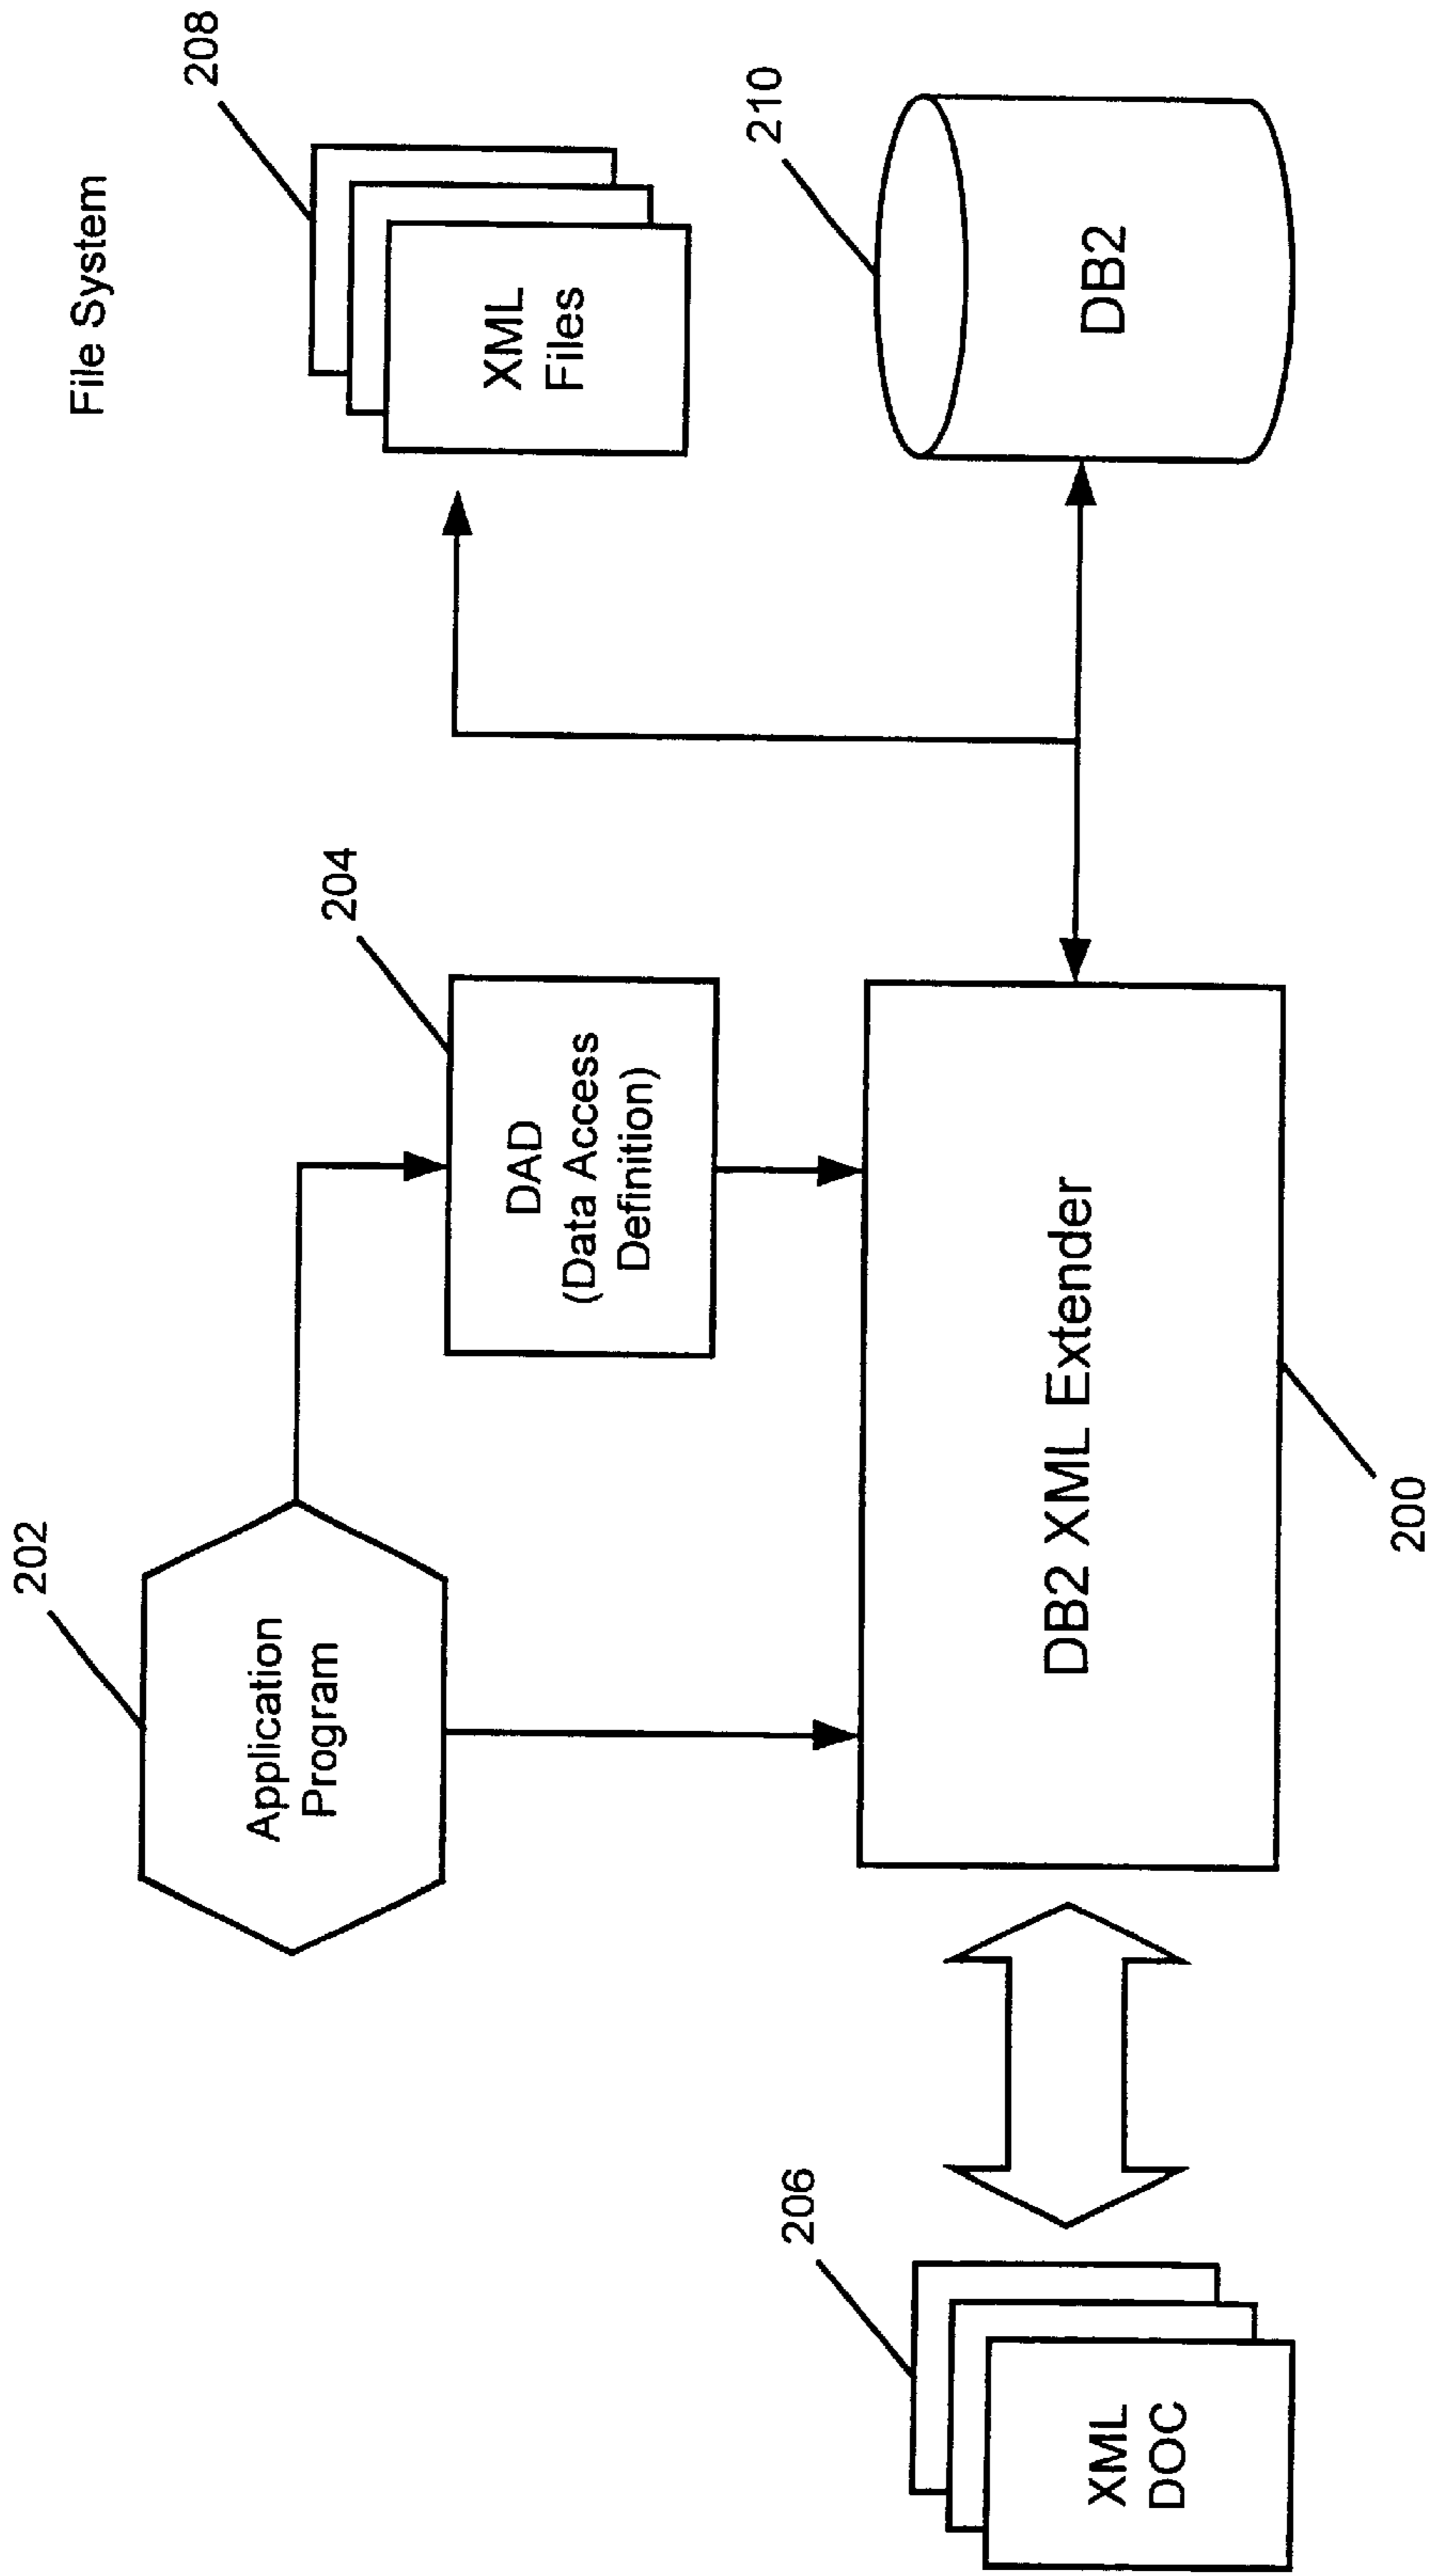 File System
208
202
204
XML
Files
Application
Program
DAD
(Data Access
Definition)
210
206
DB2
DB2 XML Extender
XML
DOC
200